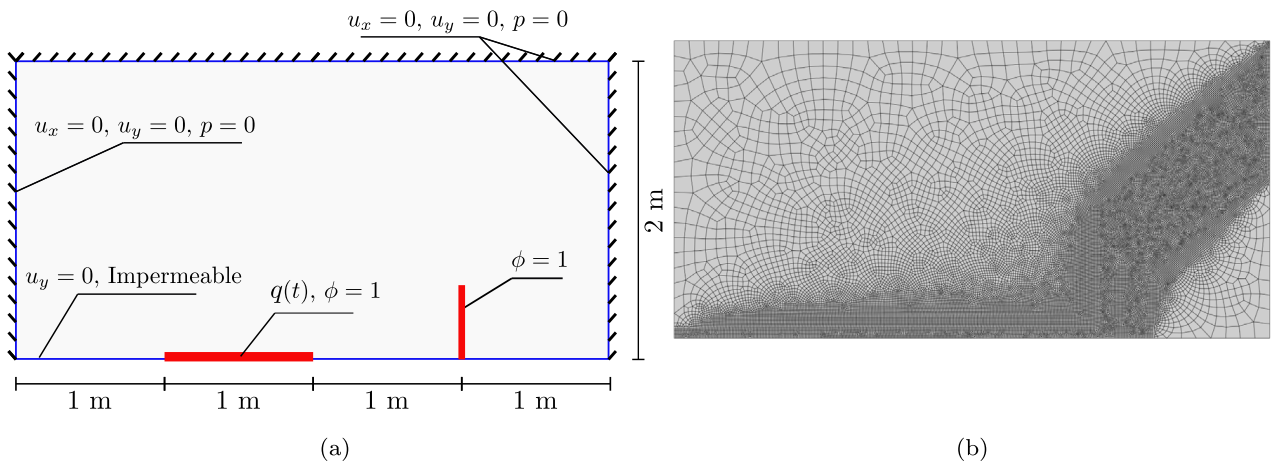 u_x = 0, u_y = 0, p = 0
u_x = 0, u_y = 0, p = 0
2 m
ϕ = 1
u_y = 0, Impermeable
q(t), ϕ = 1
1 m
1 m
1 m
1 m
(a)
(b)